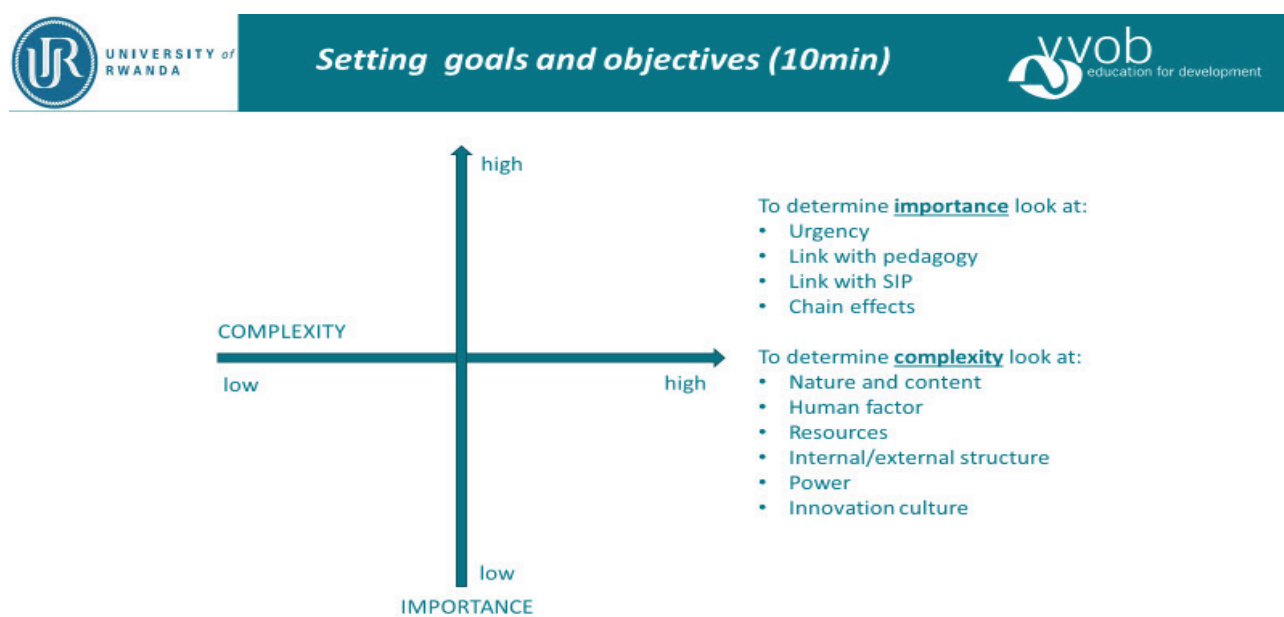 UR
UNIVERSITY of
RWANDA
Setting goals and objectives (10min)
vvob
education for development
high
COMPLEXITY
low
high
low
IMPORTANCE
To determine importance look at:
• Urgency
• Link with pedagogy
• Link with SIP
• Chain effects
To determine complexity look at:
• Nature and content
• Human factor
• Resources
• Internal/external structure
• Power
• Innovation culture